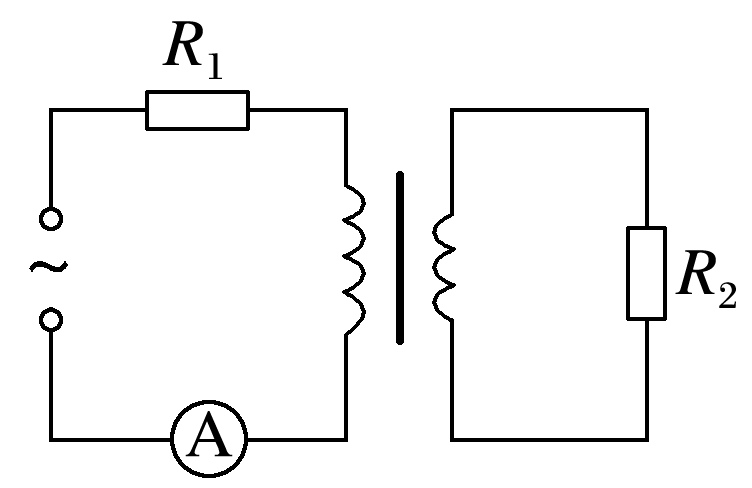 R₁
~
R₂
A